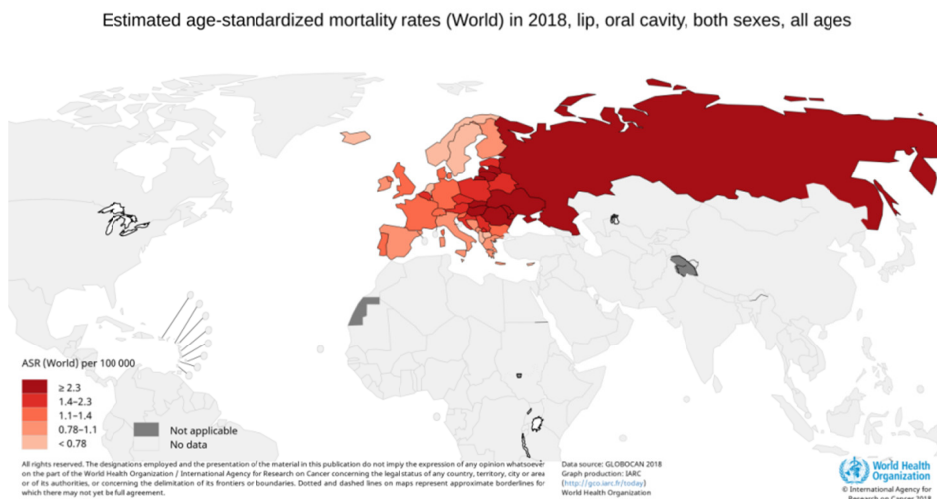 Estimated age-standardized mortality rates (World) in 2018, lip, oral cavity, both sexes, all ages
ASR (World) per 100 000
≥ 2.3
1.4–2.3
1.1–1.4
0.78–1.1
< 0.78
Not applicable
No data
All rights reserved. The designations employed and the presentation of the material in this publication do not imply the expression of any opinion whatsoever
on the part of the World Health Organization / International Agency for Research on Cancer concerning the legal status of any country, territory, city or area
or of its authorities, or concerning the delimitation of its frontiers or boundaries. Dotted and dashed lines on maps represent approximate borderlines for
which there may not yet be full agreement.
Data source: GLOBOCAN 2018
Graph production: IARC
(http://gco.iarc.fr/today)
World Health Organization
World Health
Organization
© International Agency for
Research on Cancer 2018